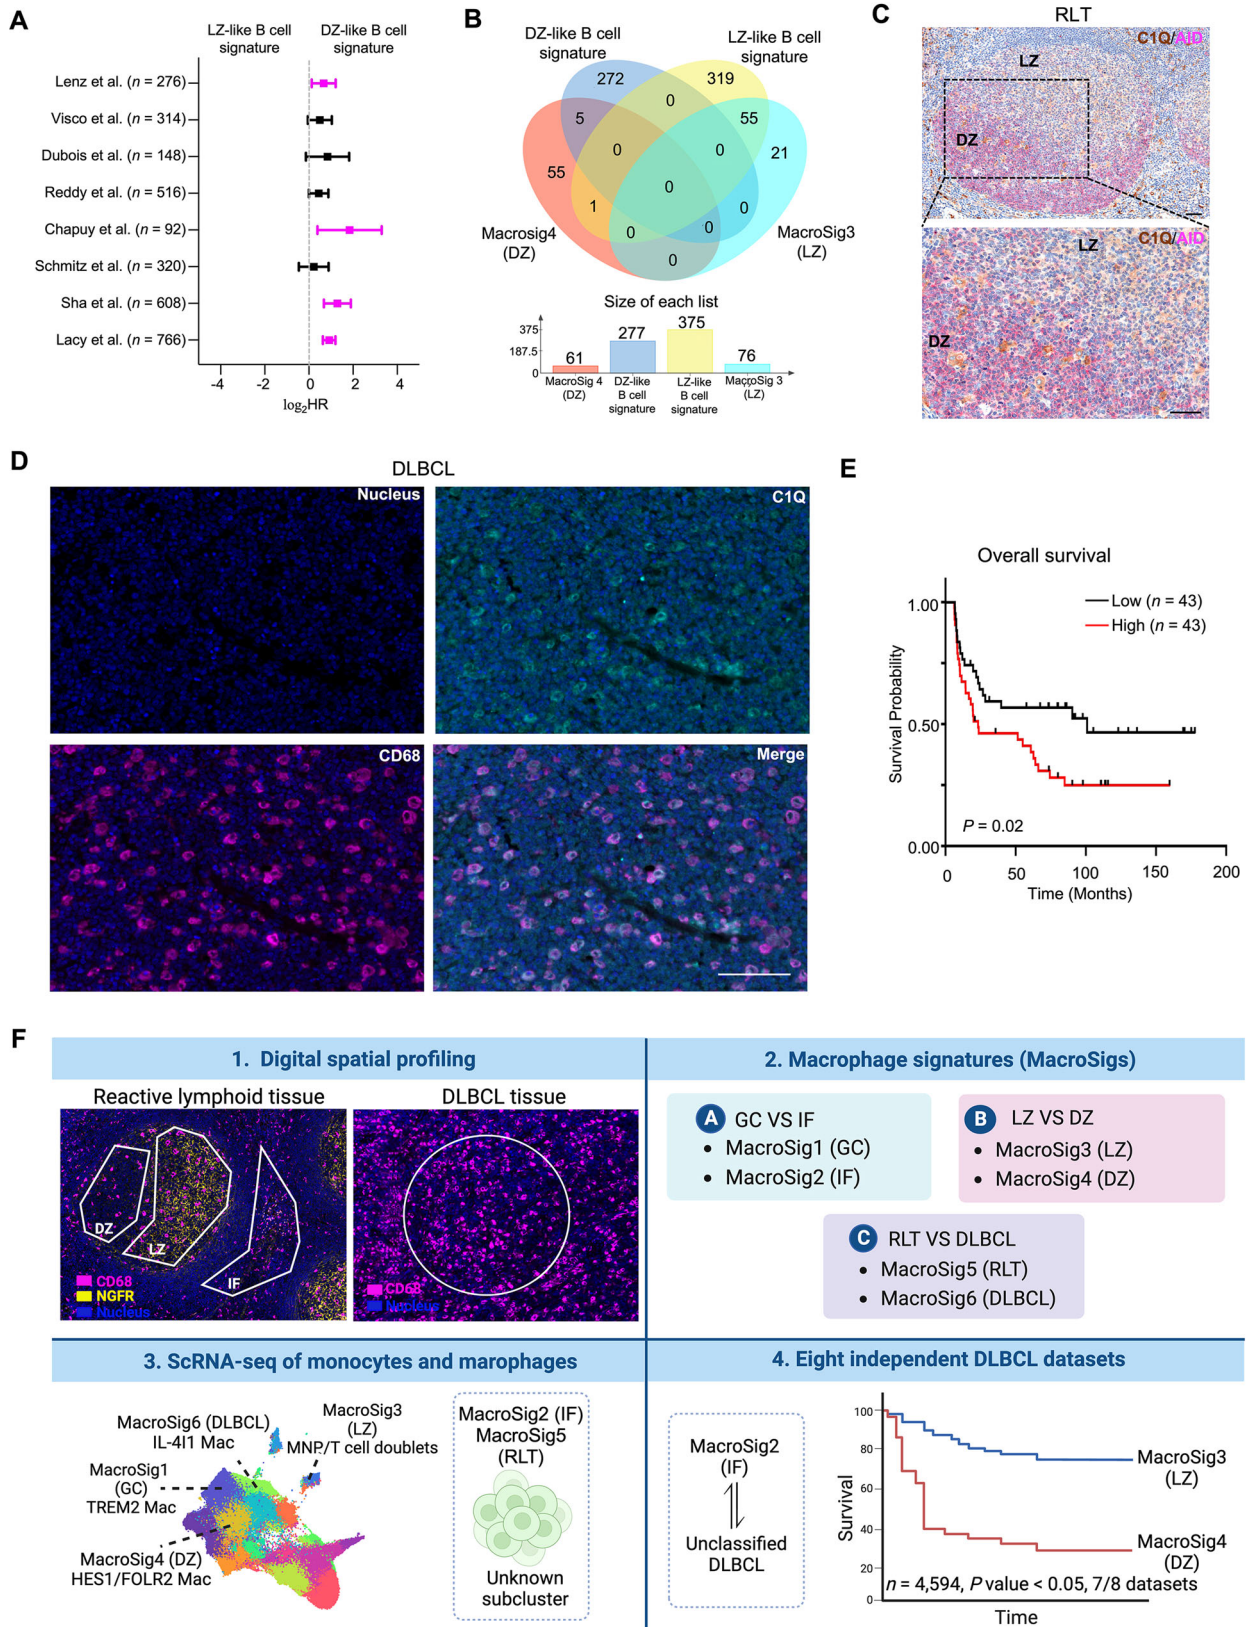 A
LZ-like B cell
signature
DZ-like B cell
signature
Lenz et al. (n = 276)
Visco et al. (n = 314)
Dubois et al. (n = 148)
Reddy et al. (n = 516)
Chapuy et al. (n = 92)
Schmitz et al. (n = 320)
Sha et al. (n = 608)
Lacy et al. (n = 766)
-4 -2 0 2 4
log2HR
B
DZ-like B cell
signature
LZ-like B cell
signature
272
319
0
5
55
0
0
55
21
0
1
0
0
0
0
Macrosig4
(DZ)
MacroSig3
(LZ)
Size of each list
375
187.5
0
61
277
375
76
MacroSig 4
(DZ)
DZ-like
B cell
signature
LZ-like
B cell
signature
MacroSig 3
(LZ)
C
RLT
C1Q/AID
LZ
DZ
C1Q/AID
LZ
DZ
D
DLBCL
Nucleus
C1Q
CD68
Merge
E
Overall survival
Low (n = 43)
High (n = 43)
1.00
0.50
0.00
Survival Probability
P = 0.02
0 50 100 150 200
Time (Months)
F
1. Digital spatial profiling
Reactive lymphoid tissue
DLBCL tissue
DZ
LZ
IF
CD68
NGFR
Nucleus
CD68
Nucleus
2. Macrophage signatures (MacroSigs)
A GC VS IF
• MacroSig1 (GC)
• MacroSig2 (IF)
B LZ VS DZ
• MacroSig3 (LZ)
• MacroSig4 (DZ)
C RLT VS DLBCL
• MacroSig5 (RLT)
• MacroSig6 (DLBCL)
3. ScRNA-seq of monocytes and marophages
MacroSig6 (DLBCL)
IL-4I1 Mac
MacroSig3
(LZ)
MNP/T cell doublets
MacroSig1
(GC)
TREM2 Mac
MacroSig4 (DZ)
HES1/FOLR2 Mac
MacroSig2 (IF)
MacroSig5
(RLT)
Unknown
subcluster
4. Eight independent DLBCL datasets
MacroSig2
(IF)
Unclassified
DLBCL
100
80
60
40
20
0
Survival
MacroSig3
(LZ)
MacroSig4
(DZ)
n = 4,594, P value < 0.05, 7/8 datasets
Time